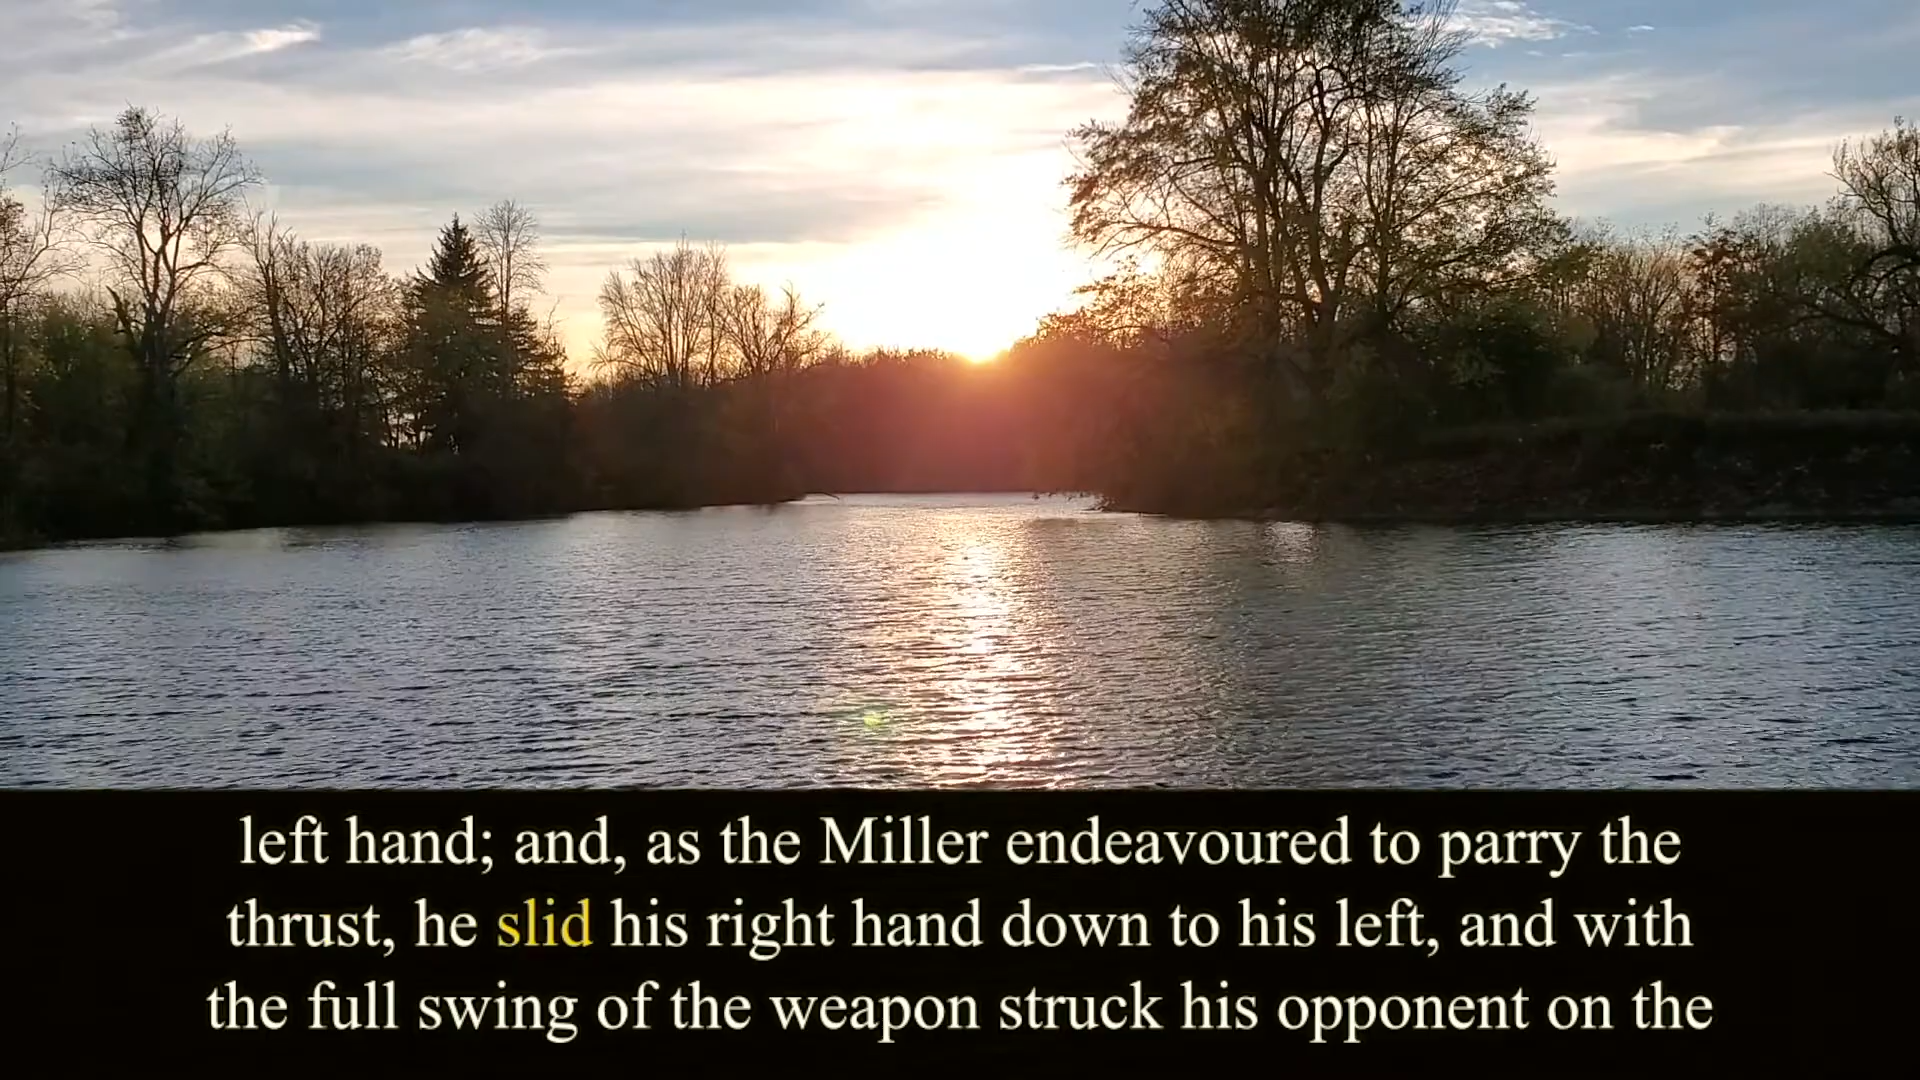 left hand; and, as the Miller endeavoured to parry the
thrust, he slid his right hand down to his left, and with
the full swing of the weapon struck his opponent on the